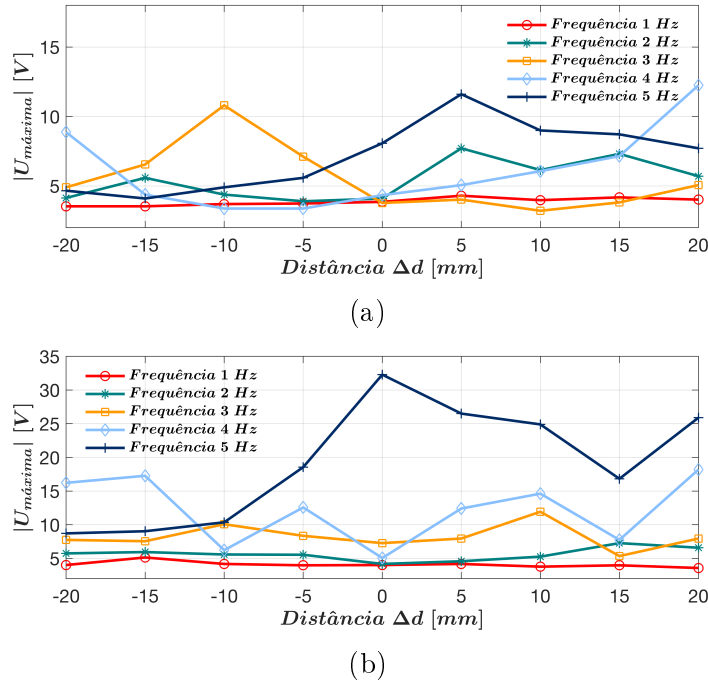 |U_máxima| [V]
15
10
5
Frequência 1 Hz
Frequência 2 Hz
Frequência 3 Hz
Frequência 4 Hz
Frequência 5 Hz
-20 -15 -10 -5 0 5 10 15 20
Distância Δd [mm]
(a)
|U_máxima| [V]
35
30
25
20
15
10
5
Frequência 1 Hz
Frequência 2 Hz
Frequência 3 Hz
Frequência 4 Hz
Frequência 5 Hz
-20 -15 -10 -5 0 5 10 15 20
Distância Δd [mm]
(b)